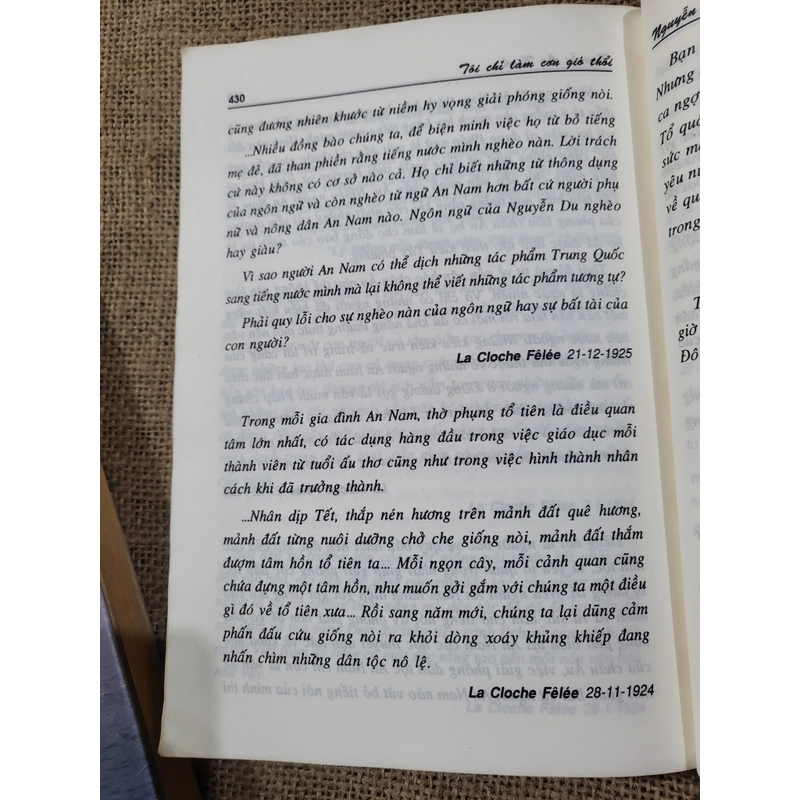 Tôi chỉ làm cơn gió thổi
430
cũng đương nhiên khước từ niềm hy vọng giải phóng giống nòi.
...Nhiều đồng bào chúng ta, để biện minh việc họ từ bỏ tiếng
mẹ đẻ, đã than phiền rằng tiếng nước mình nghèo nàn. Lời trách
cứ này không có cơ sở nào cả. Họ chỉ biết những từ thông dụng
của ngôn ngữ và còn nghèo từ ngữ An Nam hơn bất cứ người phụ
nữ và nông dân An Nam nào. Ngôn ngữ của Nguyễn Du nghèo
hay giàu?
Vì sao người An Nam có thể dịch những tác phẩm Trung Quốc
sang tiếng nước mình mà lại không thể viết những tác phẩm tương tự?
Phải quy lỗi cho sự nghèo nàn của ngôn ngữ hay sự bất tài của
con người?
La Cloche Fêlée 21-12-1925
Trong mỗi gia đình An Nam, thờ phụng tổ tiên là điều quan
tâm lớn nhất, có tác dụng hàng đầu trong việc giáo dục mỗi
thành viên từ tuổi ấu thơ cũng như trong việc hình thành nhân
cách khi đã trưởng thành.
...Nhân dịp Tết, thắp nén hương trên mảnh đất quê hương,
mảnh đất từng nuôi dưỡng chở che giống nòi, mảnh đất thắm
đượm tâm hồn tổ tiên ta... Mỗi ngọn cây, mỗi cảnh quan cũng
chứa đựng một tâm hồn, như muốn gởi gắm với chúng ta một điều
gì đó về tổ tiên xưa... Rồi sang năm mới, chúng ta lại dũng cảm
phấn đấu cứu giống nòi ra khỏi dòng xoáy khủng khiếp đang
nhấn chìm những dân tộc nô lệ.
La Cloche Fêlée 28-11-1924
Nguyễn
Bạn
Nhưng
ca ngợ
Tổ quố
sức m
yêu n
về qu
trong
T
giờ
Đô